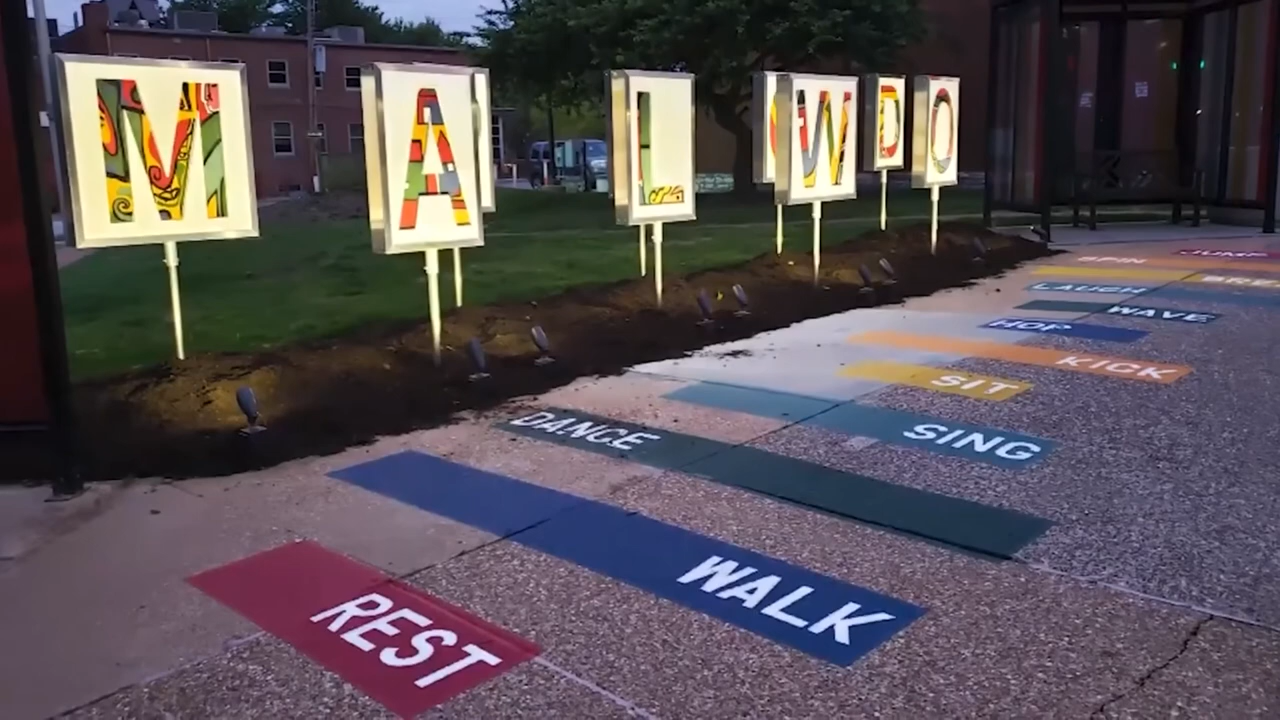 M A L W D O
JUMP
SPIN
LAUGH
WAVE
HOP
KICK
SIT
SING
DANCE
WALK
REST